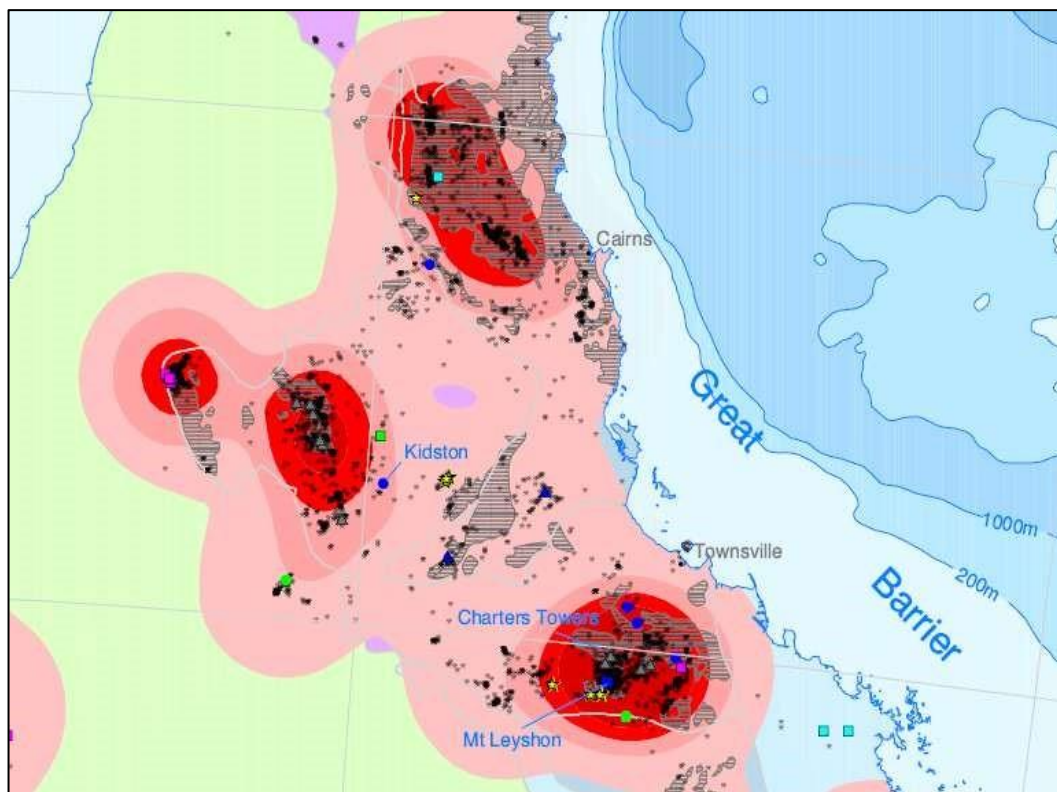 Cairns
Great
Kidston
1000m
Townsville
200m
Barrier
Charters Towers
Mt Leyshon